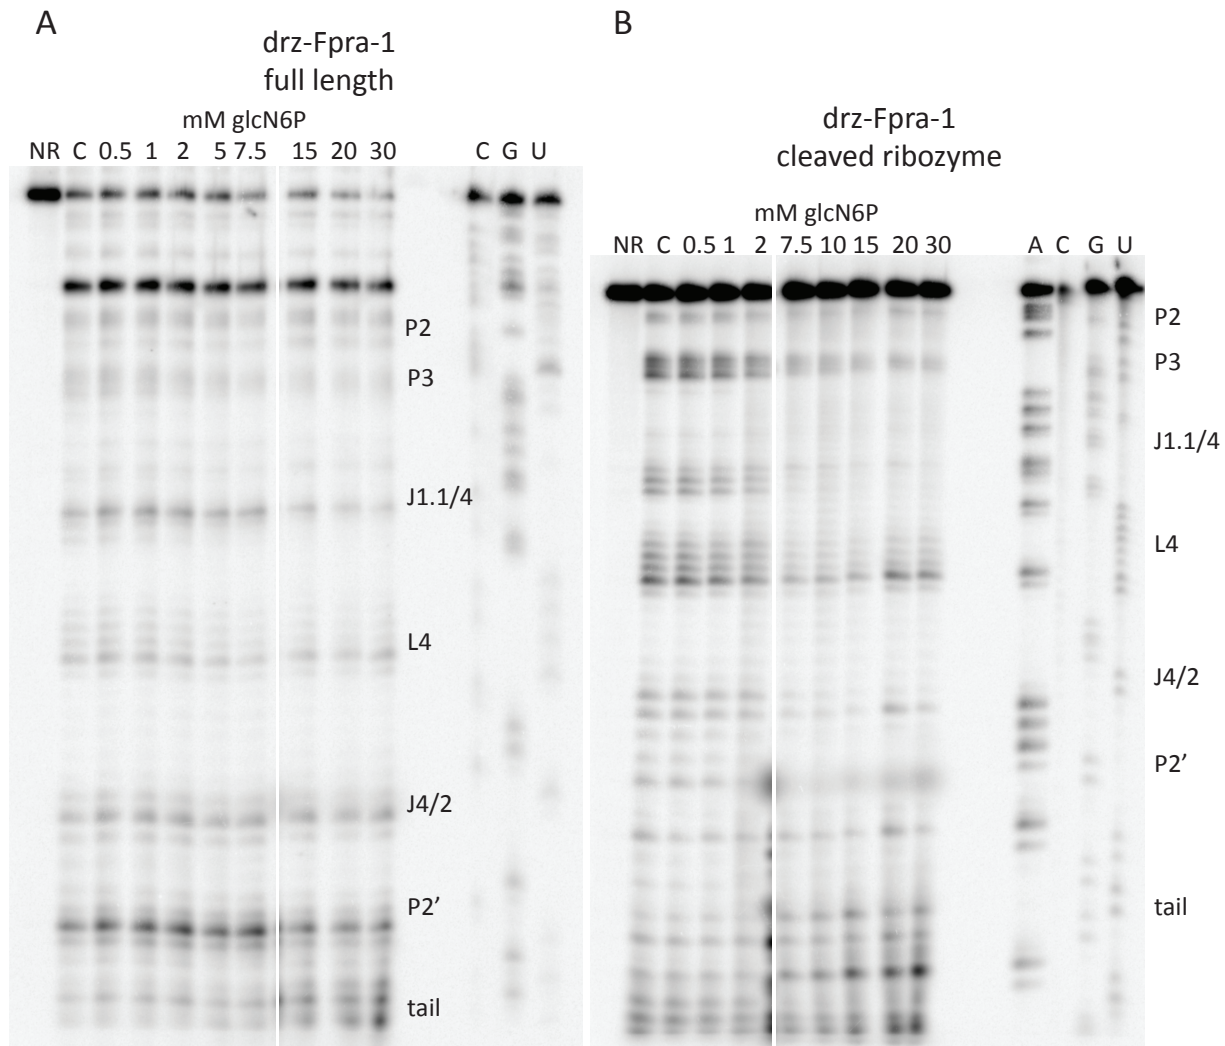 A
drz-Fpra-1
full length
mM glcN6P
NR C 0.5 1 2 5 7.5 15 20 30 C G U
P2
P3
J1.1/4
L4
J4/2
P2’
tail
B
drz-Fpra-1
cleaved ribozyme
mM glcN6P
NR C 0.5 1 2 7.5 10 15 20 30 A C G U
P2
P3
J1.1/4
L4
J4/2
P2’
tail